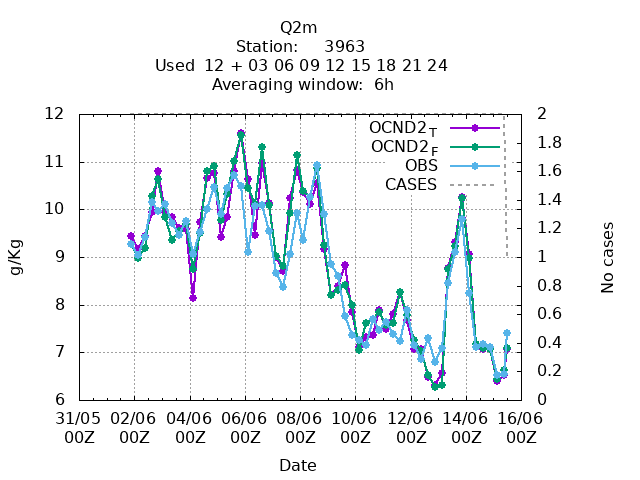 Q2m
Station: 3963
Used 12 + 03 06 09 12 15 18 21 24
Averaging window: 6h
12
11
10
9
8
7
6
g/Kg
2
1.8
1.6
1.4
1.2
1
0.8
0.6
0.4
0.2
0
No cases
OCND2T
OCND2F
OBS
CASES
31/05 02/06 04/06 06/06 08/06 10/06 12/06 14/06 16/06
00Z 00Z 00Z 00Z 00Z 00Z 00Z 00Z 00Z
Date